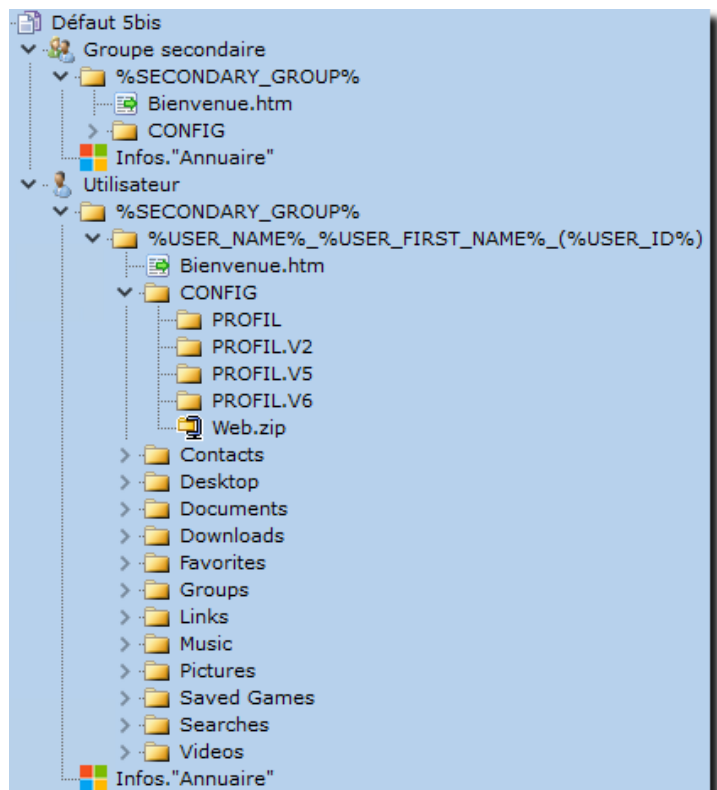 Défaut 5bis
Groupe secondaire
%SECONDARY_GROUP%
Bienvenue.htm
CONFIG
Infos."Annuaire"
Utilisateur
%SECONDARY_GROUP%
%USER_NAME%_%USER_FIRST_NAME%_(%USER_ID%)
Bienvenue.htm
CONFIG
PROFIL
PROFIL.V2
PROFIL.V5
PROFIL.V6
Web.zip
Contacts
Desktop
Documents
Downloads
Favorites
Groups
Links
Music
Pictures
Saved Games
Searches
Videos
Infos."Annuaire"